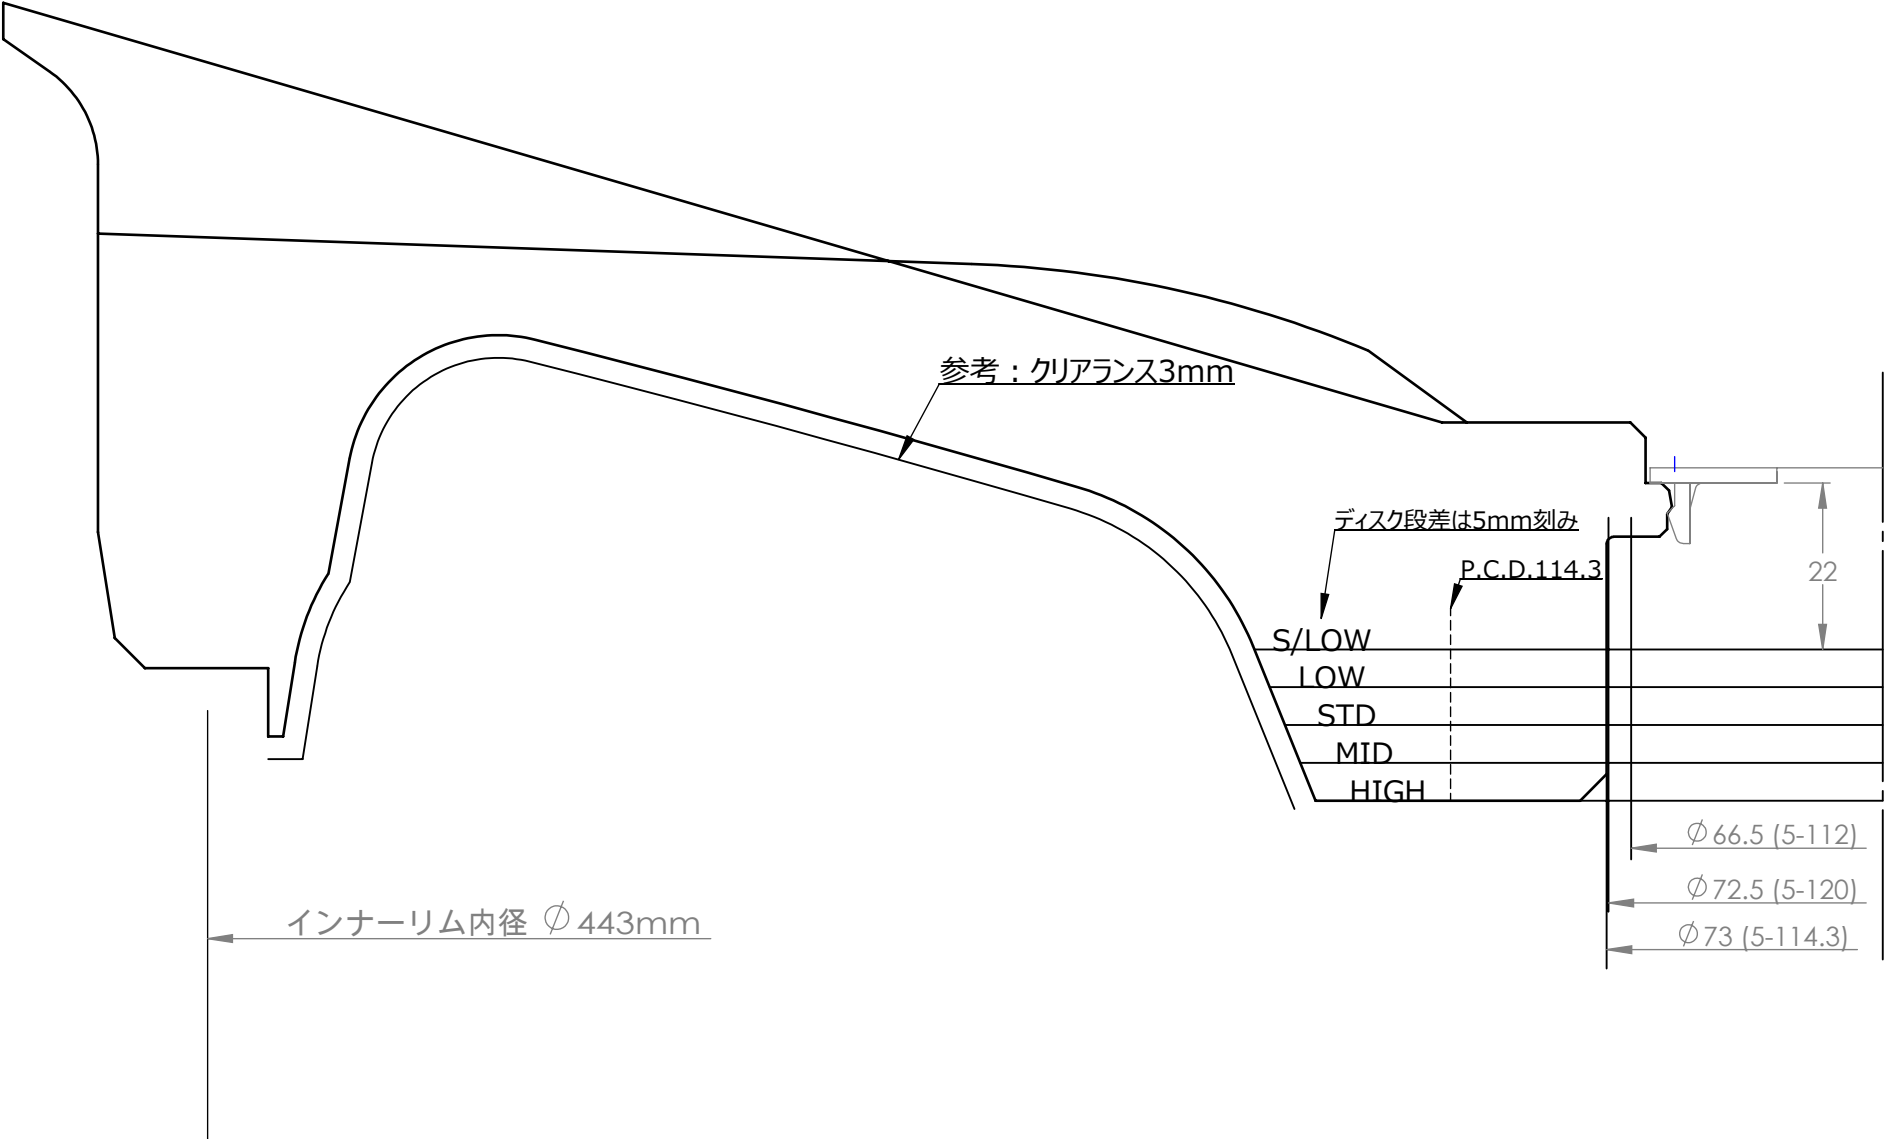 参考：クリアランス3mm
ディスク段差は5mm刻み
P.C.D.114.3
22
S/LOW
LOW
STD
MID
HIGH
∅66.5 (5-112)
∅72.5 (5-120)
インナーリム内径 ∅443mm
∅73 (5-114.3)